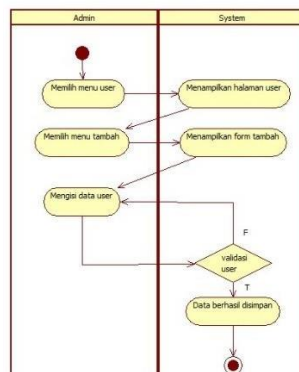 Admin
System
Memilih menu user
Menampilkan halaman user
Memilih menu tambah
Menampilkan form tambah
Mengisi data user
F
validasi
user
T
Data berhasil disimpan